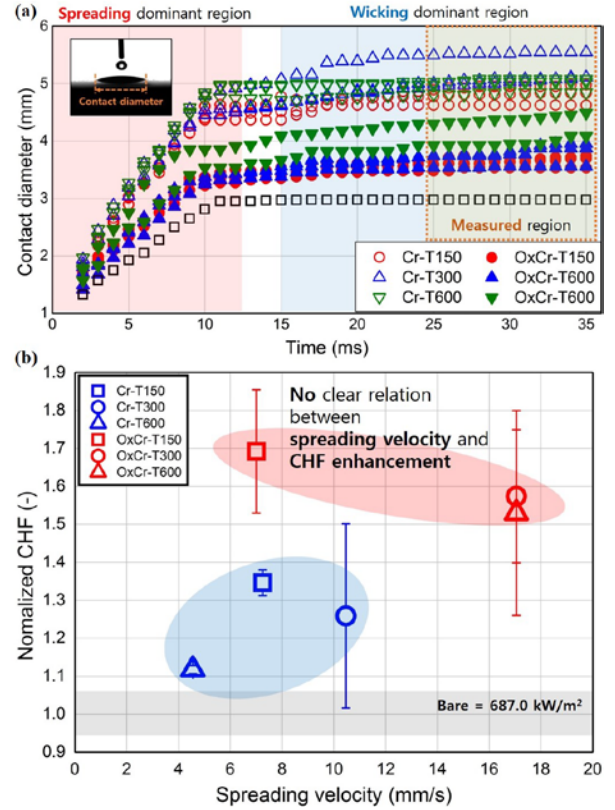 (a)
Spreading dominant region
Wicking dominant region
Contact diameter
Contact diameter (mm)
6
5
4
3
2
1
Measured region
Cr-T150
OxCr-T150
Cr-T300
OxCr-T600
Cr-T600
OxCr-T600
0
5
10
15
20
25
30
35
Time (ms)
(b)
1.9
1.8
1.7
1.6
1.5
1.4
1.3
1.2
1.1
1.0
0.9
Normalized CHF (-)
Cr-T150
Cr-T300
Cr-T600
OxCr-T150
OxCr-T300
OxCr-T600
No clear relation
between
spreading velocity and
CHF enhancement
Bare = 687.0 kW/m²
0
2
4
6
8
10
12
14
16
18
20
Spreading velocity (mm/s)